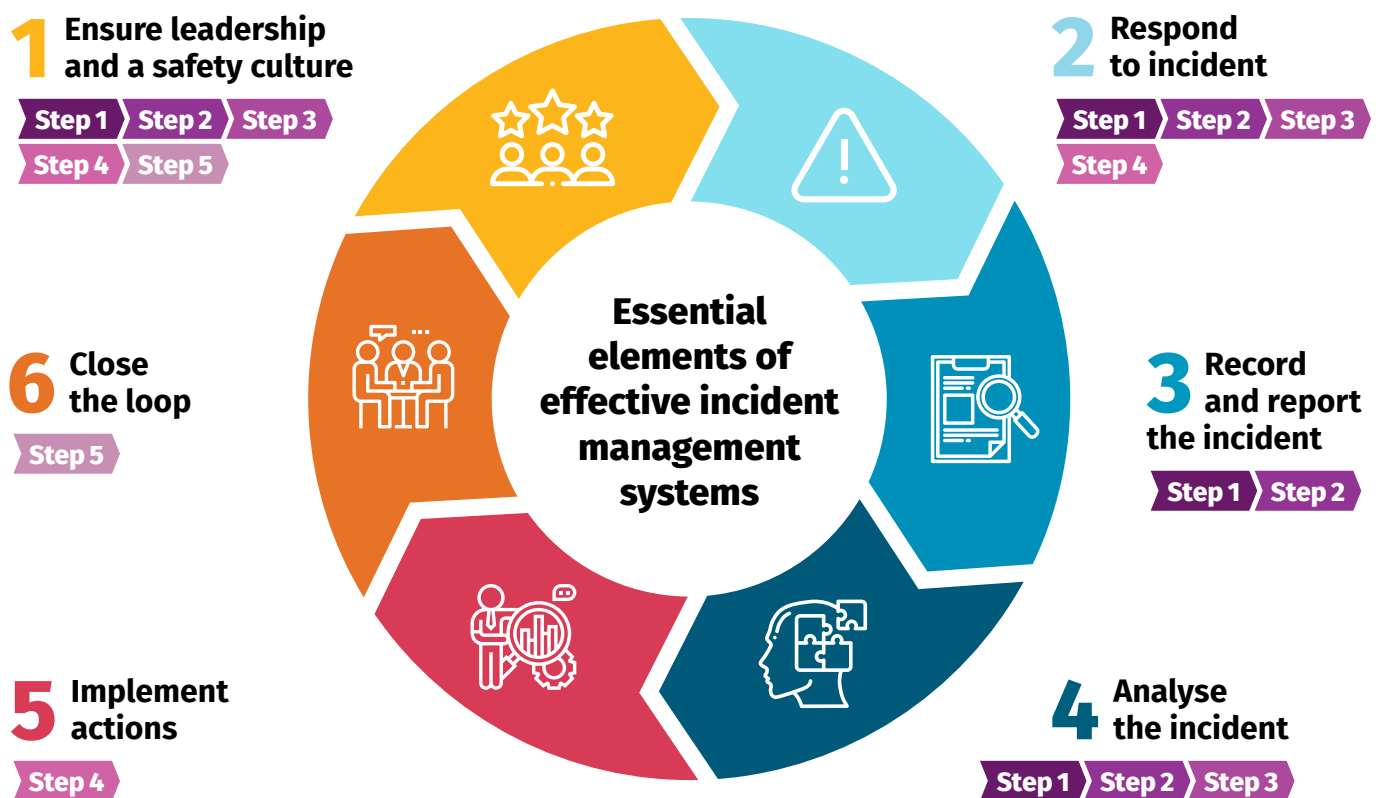 1 Ensure leadership
and a safety culture
Step 1 Step 2 Step 3
Step 4 Step 5
2 Respond
to incident
Step 1 Step 2 Step 3
Step 4
Essential
elements of
effective incident
management
systems
3 Record
and report
the incident
Step 1 Step 2
4 Analyse
the incident
Step 1 Step 2 Step 3
5 Implement
actions
Step 4
6 Close
the loop
Step 5